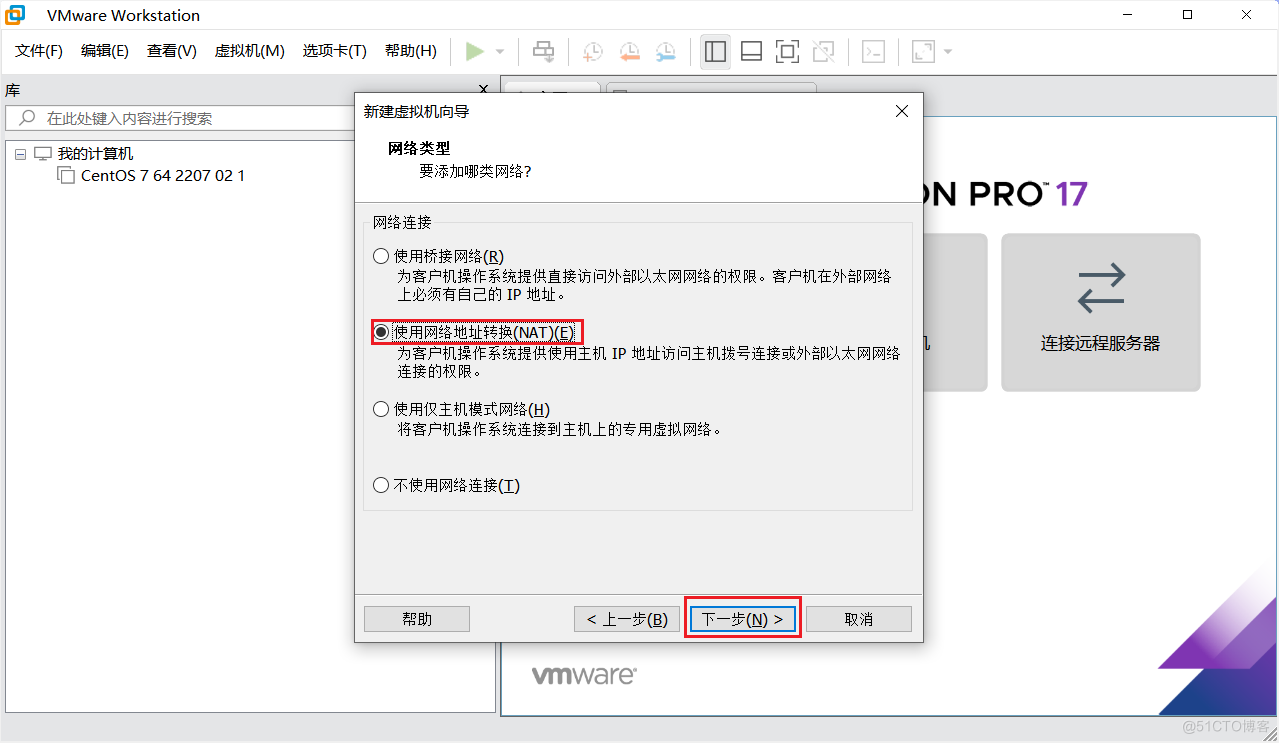 VMware Workstation
文件(F) 编辑(E) 查看(V) 虚拟机(M) 选项卡(T) 帮助(H)
库
在此处键入内容进行搜索
我的计算机
CentOS 7 64 2207 02 1
新建虚拟机向导
网络类型
要添加哪类网络?
网络连接
使用桥接网络(R)
为客户机操作系统提供直接访问外部以太网网络的权限。客户机在外部网络
上必须有自己的 IP 地址。
使用网络地址转换(NAT)(E)
为客户机操作系统提供使用主机 IP 地址访问主机拨号连接或外部以太网网络
连接的权限。
使用仅主机模式网络(H)
将客户机操作系统连接到主机上的专用虚拟网络。
不使用网络连接(T)
帮助 < 上一步(B) 下一步(N) > 取消
ON PRO™ 17
机
连接远程服务器
vmware®
@51CTO博客